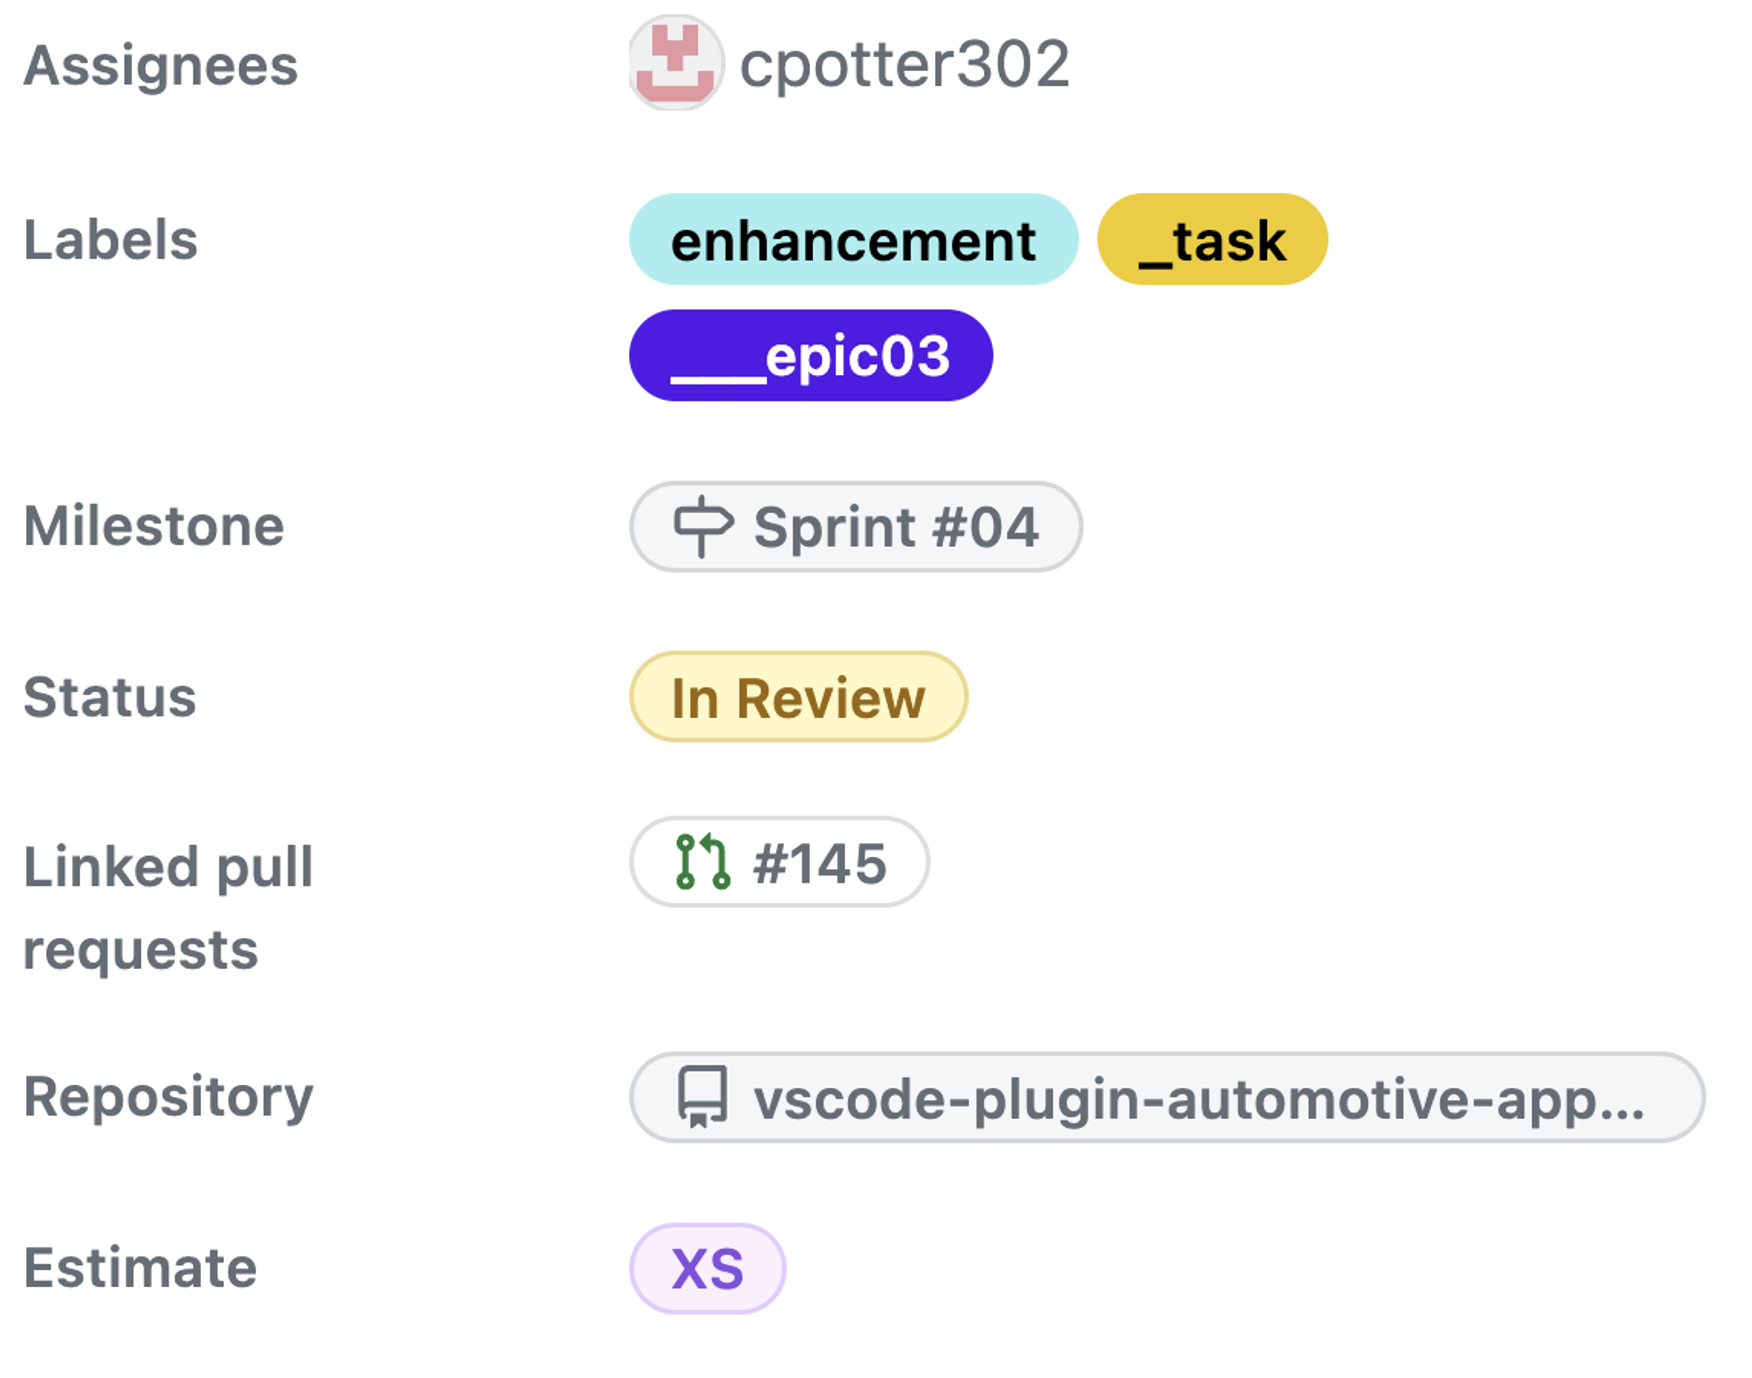 Assignees cpotter302
Labels enhancement _task
___epic03
Milestone Sprint #04
Status In Review
Linked pull requests #145
Repository vscode-plugin-automotive-app...
Estimate XS